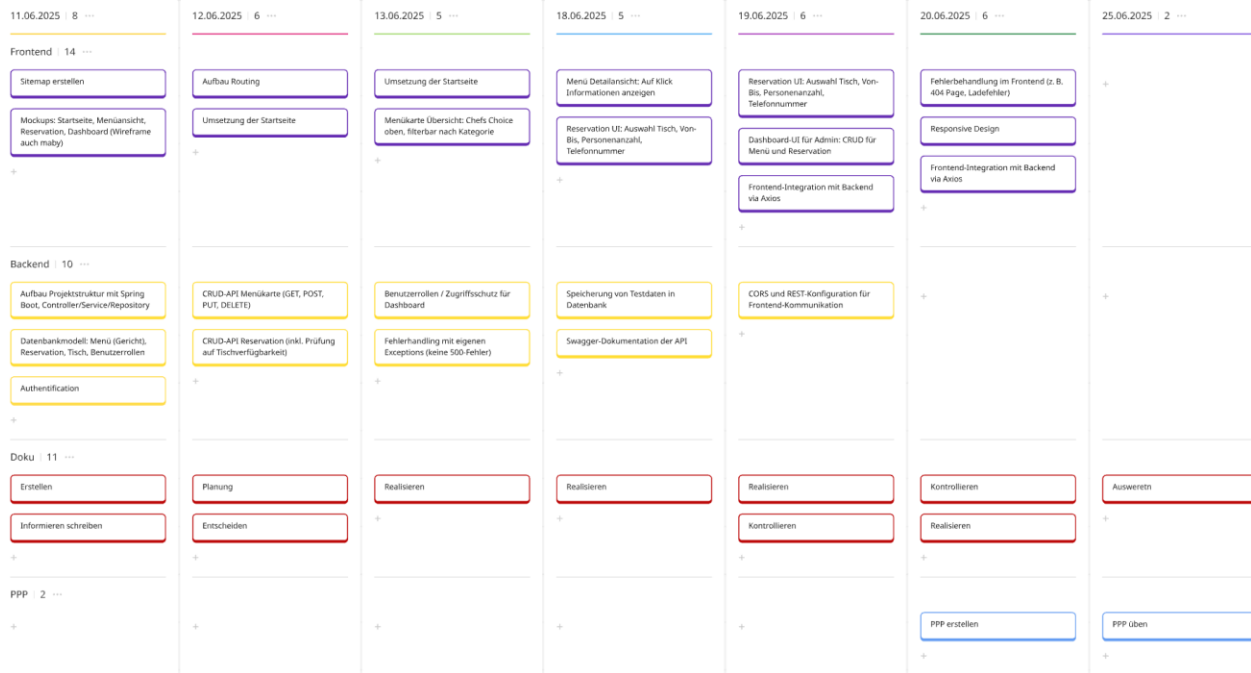 11.06.2025 8 ···
12.06.2025 6 ···
13.06.2025 5 ···
18.06.2025 5 ···
19.06.2025 6 ···
20.06.2025 6 ···
25.06.2025 2 ···
Frontend 14 ···
Sitemap erstellen
Mockups: Startseite, Menüansicht,
Reservation, Dashboard (Wireframe
auch maby)
+
Aufbau Routing
Umsetzung der Startseite
+
Umsetzung der Startseite
Menükarte Übersicht: Chefs Choice
oben, filterbar nach Kategorie
+
Menü Detailansicht: Auf Klick
Informationen anzeigen
Reservation UI: Auswahl Tisch, Von-
Bis, Personenanzahl,
Telefonnummer
+
Reservation UI: Auswahl Tisch, Von-
Bis, Personenanzahl,
Telefonnummer
Dashboard-UI für Admin: CRUD für
Menü und Reservation
Frontend-Integration mit Backend
via Axios
+
Fehlerbehandlung im Frontend (z. B.
404 Page, Ladefehler)
Responsive Design
Frontend-Integration mit Backend
via Axios
+
+
Backend 10 ···
Aufbau Projektstruktur mit Spring
Boot, Controller/Service/Repository
Datenbankmodell: Menü (Gericht),
Reservation, Tisch, Benutzerrollen
Authentification
+
CRUD-API Menükarte (GET, POST,
PUT, DELETE)
CRUD-API Reservation (inkl. Prüfung
auf Tischverfügbarkeit)
+
Benutzerrollen / Zugriffsschutz für
Dashboard
Fehlerhandling mit eigenen
Exceptions (keine 500-Fehler)
+
Speicherung von Testdaten in
Datenbank
Swagger-Dokumentation der API
+
CORS und REST-Konfiguration für
Frontend-Kommunikation
+
+
+
Doku 11 ···
Erstellen
Informieren schreiben
+
Planung
Entscheiden
+
Realisieren
+
Realisieren
+
Realisieren
Kontrollieren
+
Kontrollieren
Realisieren
+
Ausweretn
+
PPP 2 ···
+
+
+
+
+
PPP erstellen
+
PPP üben
+